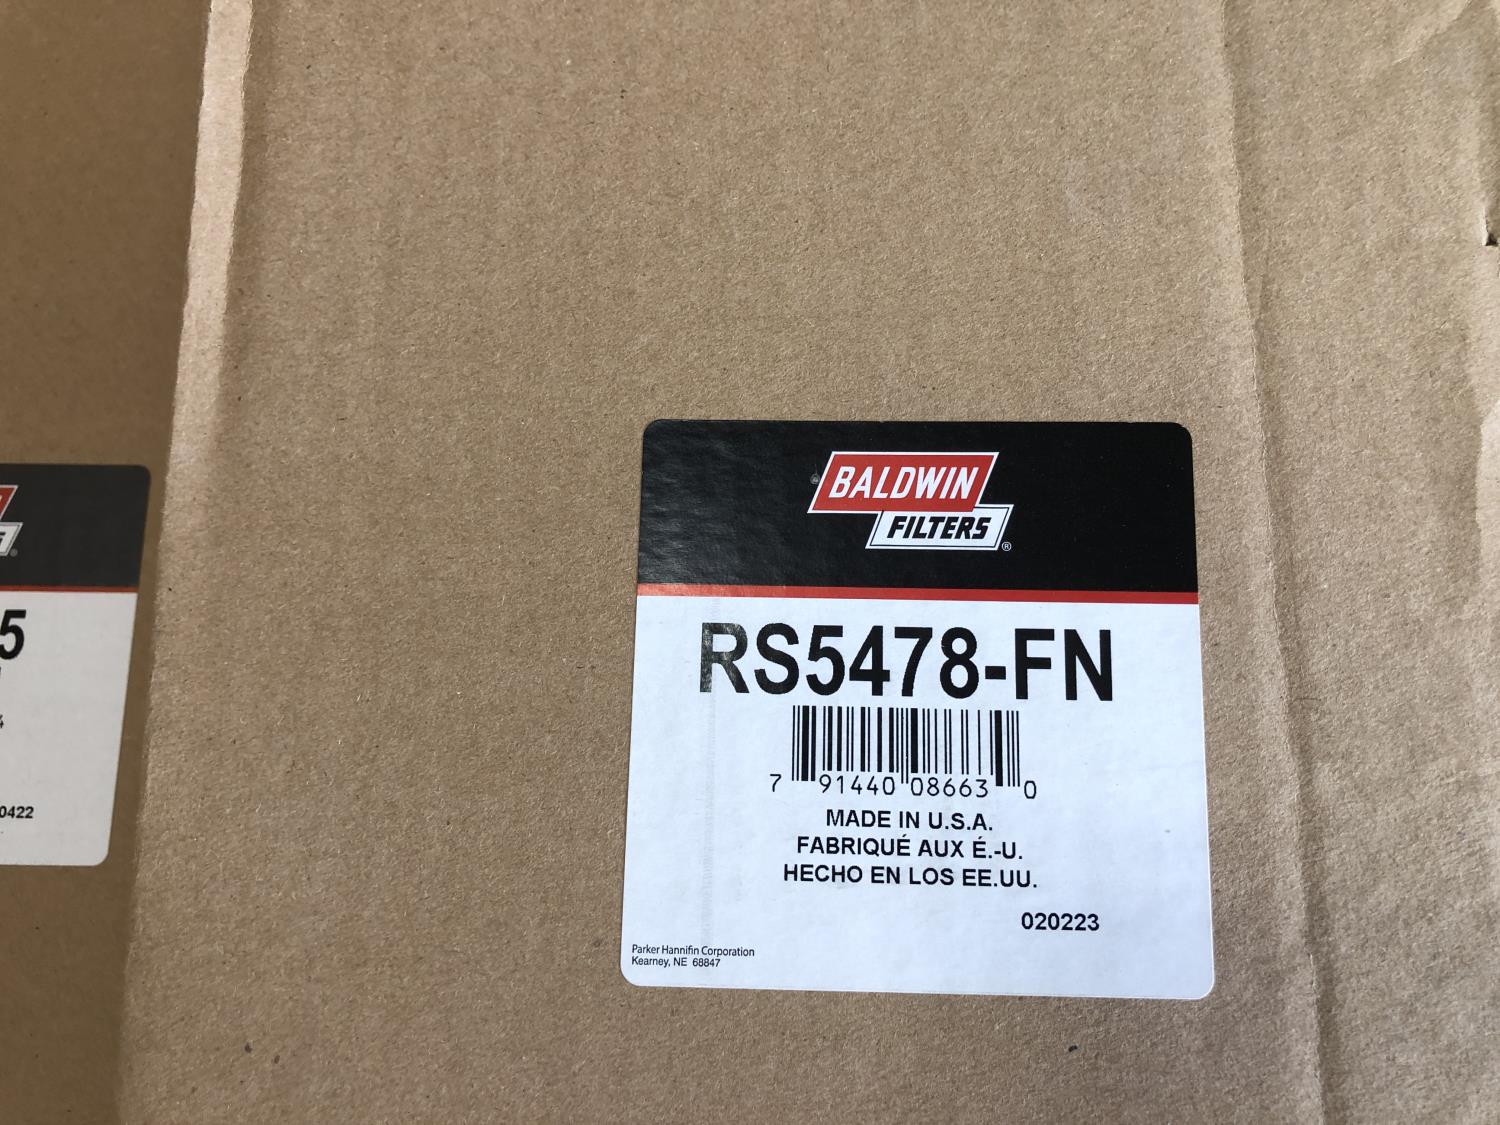 BALDWIN
FILTERS®
RS5478-FN
7 91440 08663 0
MADE IN U.S.A.
FABRIQUÉ AUX É.-U.
HECHO EN LOS EE.UU.
020223
Parker Hannifin Corporation
Kearney, NE 68847
5
0422